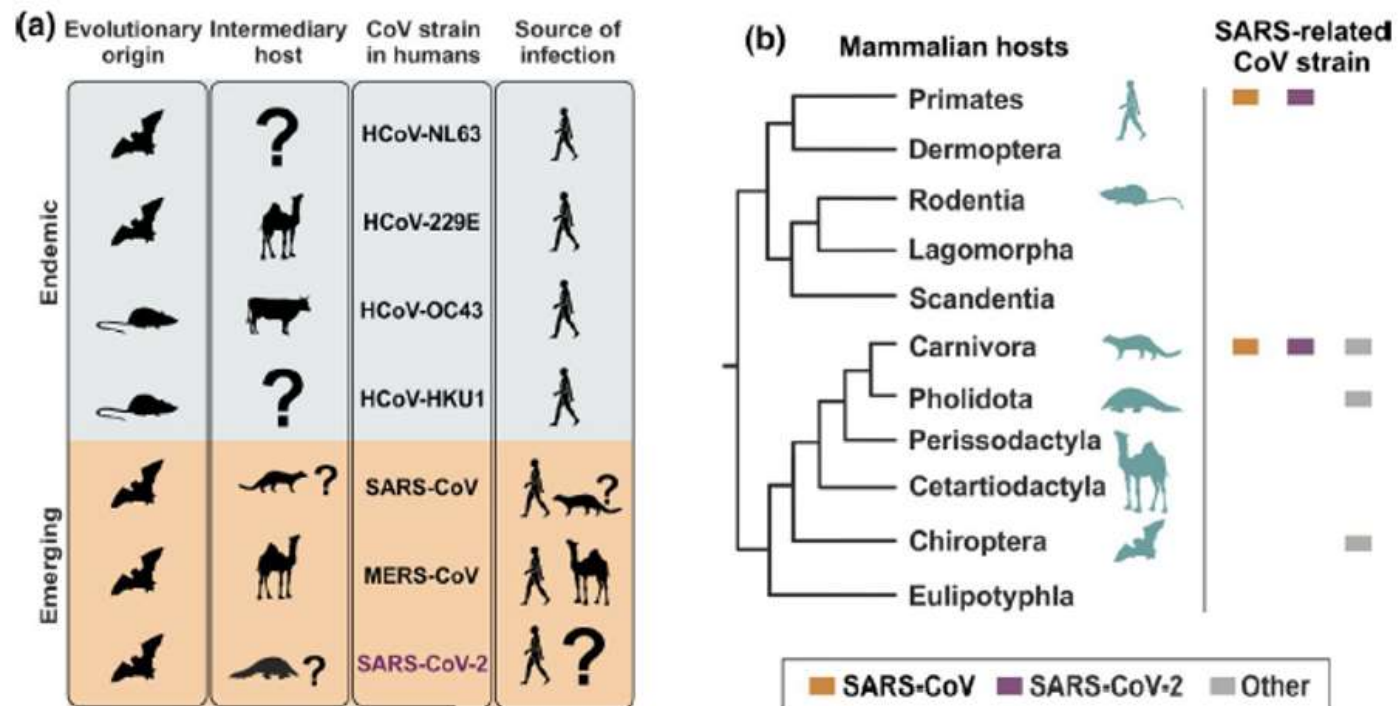 (a) Evolutionary origin Intermediary host CoV strain in humans Source of infection
Endemic
? HCoV-NL63
HCoV-229E
HCoV-OC43
? HCoV-HKU1
Emerging
? SARS-CoV ?
MERS-CoV
? SARS-CoV-2 ?
(b) Mammalian hosts SARS-related CoV strain
Primates
Dermoptera
Rodentia
Lagomorpha
Scandentia
Carnivora
Pholidota
Perissodactyla
Cetartiodactyla
Chiroptera
Eulipotyphla
SARS-CoV SARS-CoV-2 Other